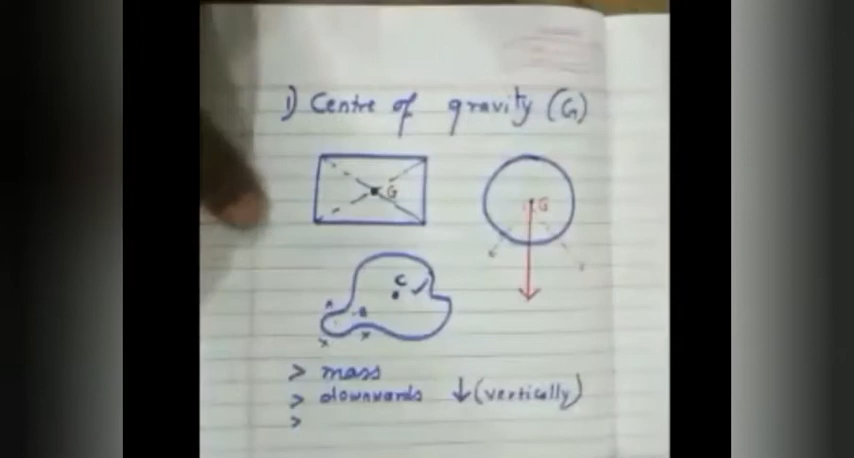 1) Centre of gravity (G)
G
G
C
A
B
x
x
> mass
> downwards ↓ (vertically)
>